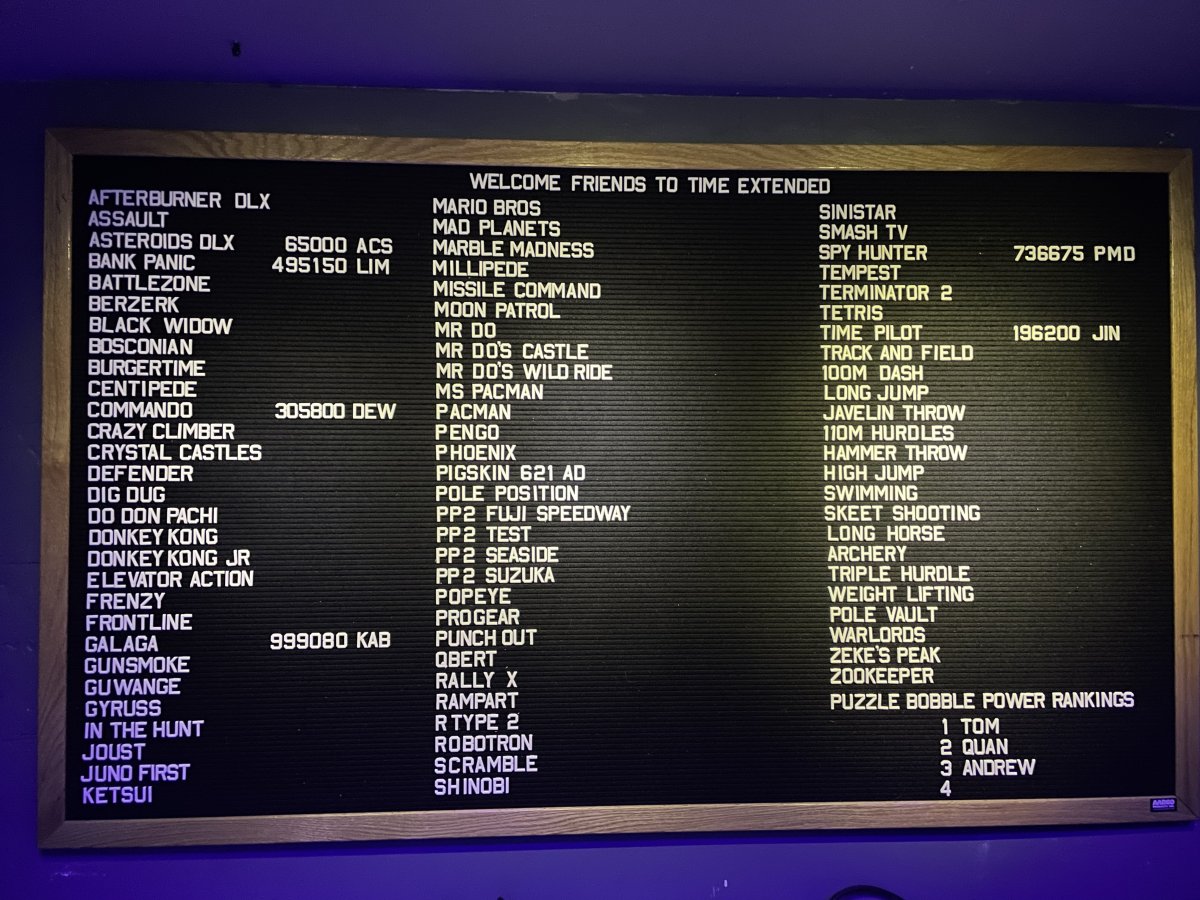 WELCOME FRIENDS TO TIME EXTENDED
AFTERBURNER DLX
ASSAULT
ASTEROIDS DLX 65000 ACS
BANK PANIC 495150 LIM
BATTLEZONE
BERZERK
BLACK WIDOW
BOSCONIAN
BURGERTIME
CENTIPEDE
COMMANDO 305800 DEW
CRAZY CLIMBER
CRYSTAL CASTLES
DEFENDER
DIG DUG
DO DON PACHI
DONKEY KONG
DONKEY KONG JR
ELEVATOR ACTION
FRENZY
FRONTLINE
GALAGA 999080 KAB
GUNSMOKE
GUWANGE
GYRUSS
IN THE HUNT
JOUST
JUNO FIRST
KETSUI
MARIO BROS
MAD PLANETS
MARBLE MADNESS
MILLIPEDE
MISSILE COMMAND
MOON PATROL
MR DO
MR DO'S CASTLE
MR DO'S WILD RIDE
MS PACMAN
PACMAN
PENGO
PHOENIX
PIGSKIN 621 AD
POLE POSITION
PP2 FUJI SPEEDWAY
PP2 TEST
PP2 SEASIDE
PP2 SUZUKA
POPEYE
PROGEAR
PUNCH OUT
QBERT
RALLY X
RAMPART
R TYPE 2
ROBOTRON
SCRAMBLE
SHINOBI
SINISTAR
SMASH TV
SPY HUNTER 736675 PMD
TEMPEST
TERMINATOR 2
TETRIS
TIME PILOT 196200 JIN
TRACK AND FIELD
100M DASH
LONG JUMP
JAVELIN THROW
110M HURDLES
HAMMER THROW
HIGH JUMP
SWIMMING
SKEET SHOOTING
LONG HORSE
ARCHERY
TRIPLE HURDLE
WEIGHT LIFTING
POLE VAULT
WARLORDS
ZEKE'S PEAK
ZOOKEEPER
PUZZLE BOBBLE POWER RANKINGS
1 TOM
2 QUAN
3 ANDREW
4
AARCO